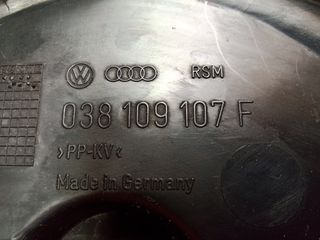 RSM
038 109 107 F
>PP-KV<
Made in Germany